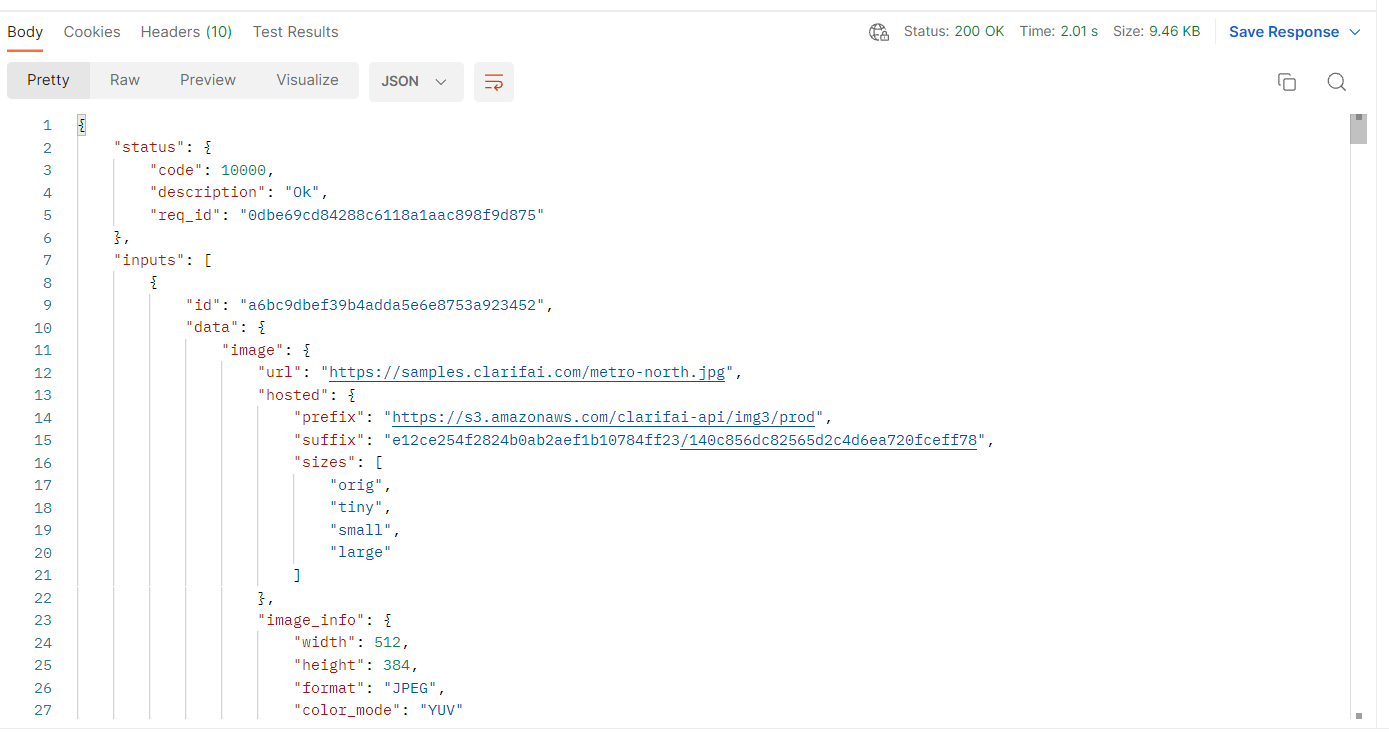 Body Cookies Headers (10) Test Results Status: 200 OK Time: 2.01 s Size: 9.46 KB Save Response
Pretty Raw Preview Visualize JSON
1 {
2 "status": {
3 "code": 10000,
4 "description": "Ok",
5 "req_id": "0dbe69cd84288c6118a1aac898f9d875"
6 },
7 "inputs": [
8 {
9 "id": "a6bc9dbef39b4adda5e6e8753a923452",
10 "data": {
11 "image": {
12 "url": "https://samples.clarifai.com/metro-north.jpg",
13 "hosted": {
14 "prefix": "https://s3.amazonaws.com/clarifai-api/img3/prod",
15 "suffix": "e12ce254f2824b0ab2aef1b10784ff23/140c856dc82565d2c4d6ea720fceff78",
16 "sizes": [
17 "orig",
18 "tiny",
19 "small",
20 "large"
21 ]
22 },
23 "image_info": {
24 "width": 512,
25 "height": 384,
26 "format": "JPEG",
27 "color_mode": "YUV"